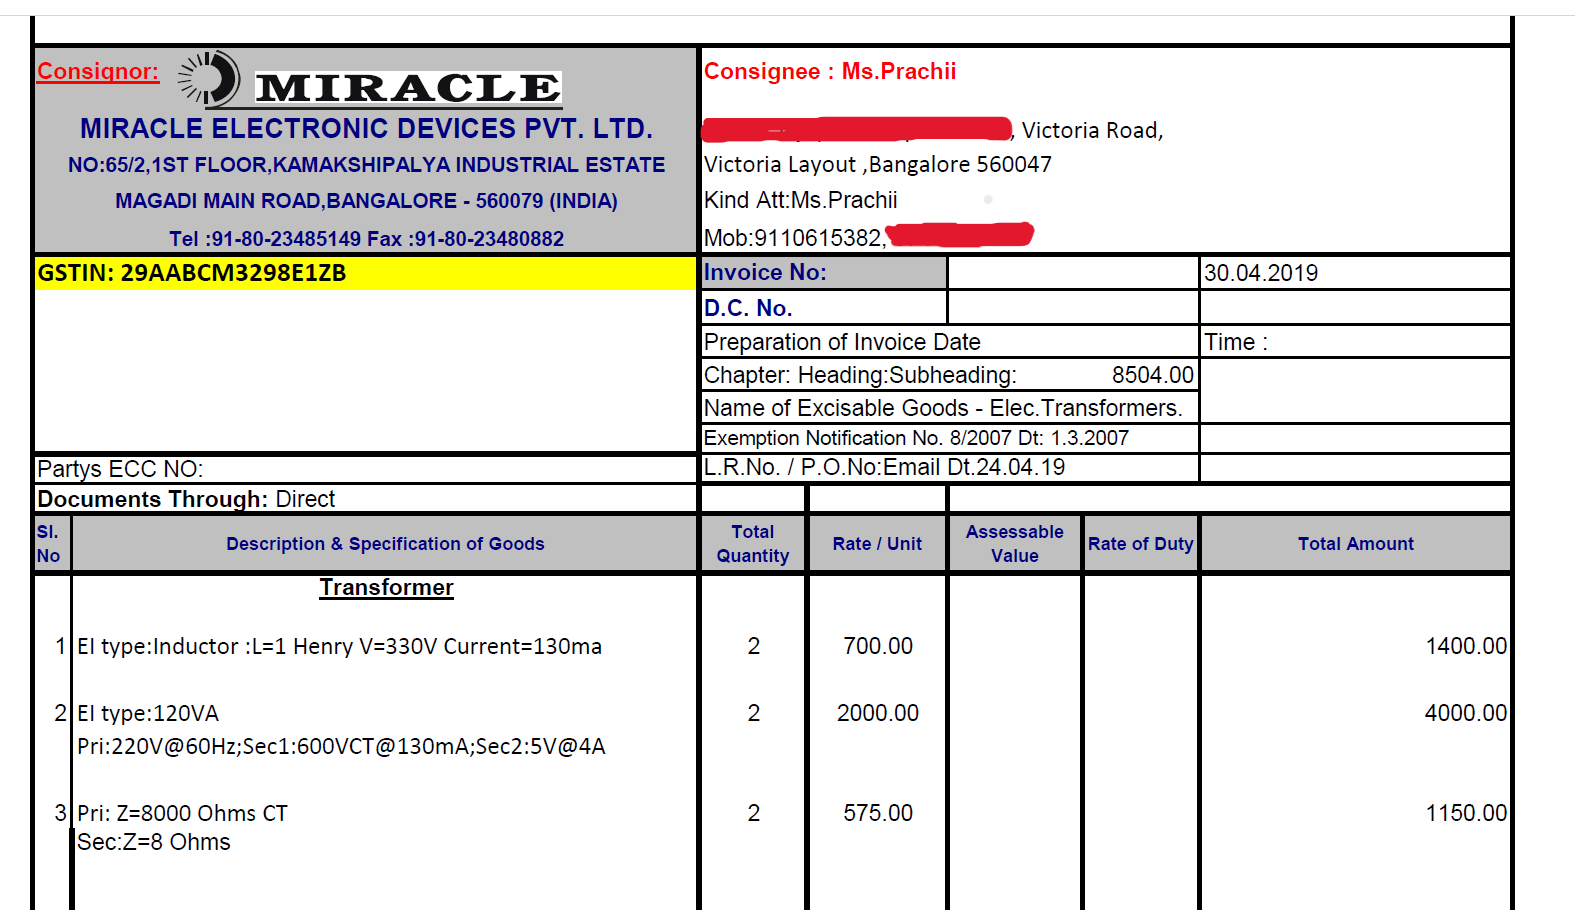 Consignor:
MIRACLE
MIRACLE ELECTRONIC DEVICES PVT. LTD.
NO:65/2,1ST FLOOR,KAMAKSHIPALYA INDUSTRIAL ESTATE
MAGADI MAIN ROAD,BANGALORE - 560079 (INDIA)
Tel :91-80-23485149 Fax :91-80-23480882
GSTIN: 29AABCM3298E1ZB
Consignee : Ms.Prachii
, Victoria Road,
Victoria Layout ,Bangalore 560047
Kind Att:Ms.Prachii
Mob:9110615382,
Invoice No: 30.04.2019
D.C. No.
Preparation of Invoice Date Time :
Chapter: Heading:Subheading: 8504.00
Name of Excisable Goods - Elec.Transformers.
Exemption Notification No. 8/2007 Dt: 1.3.2007
Partys ECC NO: L.R.No. / P.O.No:Email Dt.24.04.19
Documents Through: Direct
Sl. No Description & Specification of Goods Total Quantity Rate / Unit Assessable Value Rate of Duty Total Amount
Transformer
1 EI type:Inductor :L=1 Henry V=330V Current=130ma 2 700.00 1400.00
2 EI type:120VA 2 2000.00 4000.00
Pri:220V@60Hz;Sec1:600VCT@130mA;Sec2:5V@4A
3 Pri: Z=8000 Ohms CT 2 575.00 1150.00
Sec:Z=8 Ohms